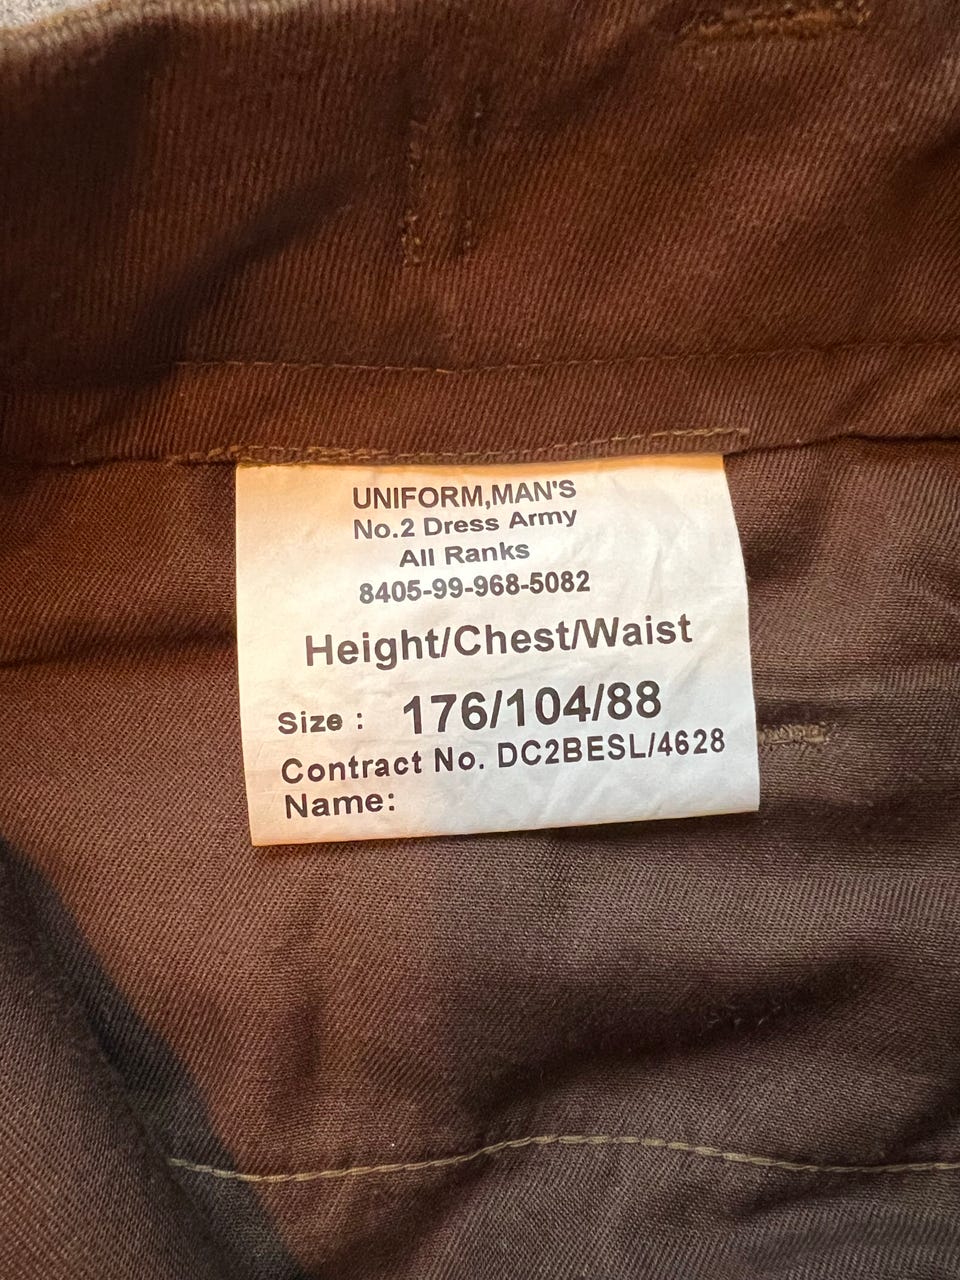 UNIFORM,MAN'S
No.2 Dress Army
All Ranks
8405-99-968-5082
Height/Chest/Waist
Size : 176/104/88
Contract No. DC2BESL/4628
Name: